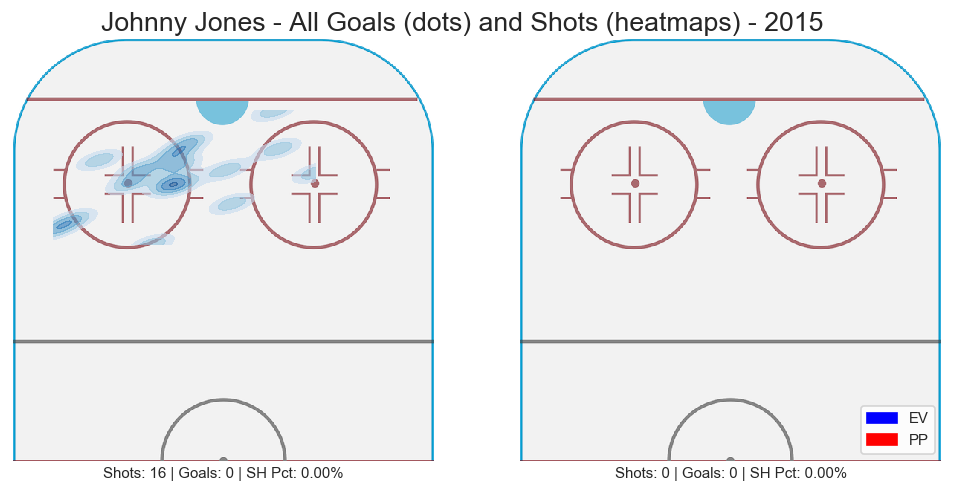 Johnny Jones - All Goals (dots) and Shots (heatmaps) - 2015
EV
PP
Shots: 16 | Goals: 0 | SH Pct: 0.00%
Shots: 0 | Goals: 0 | SH Pct: 0.00%